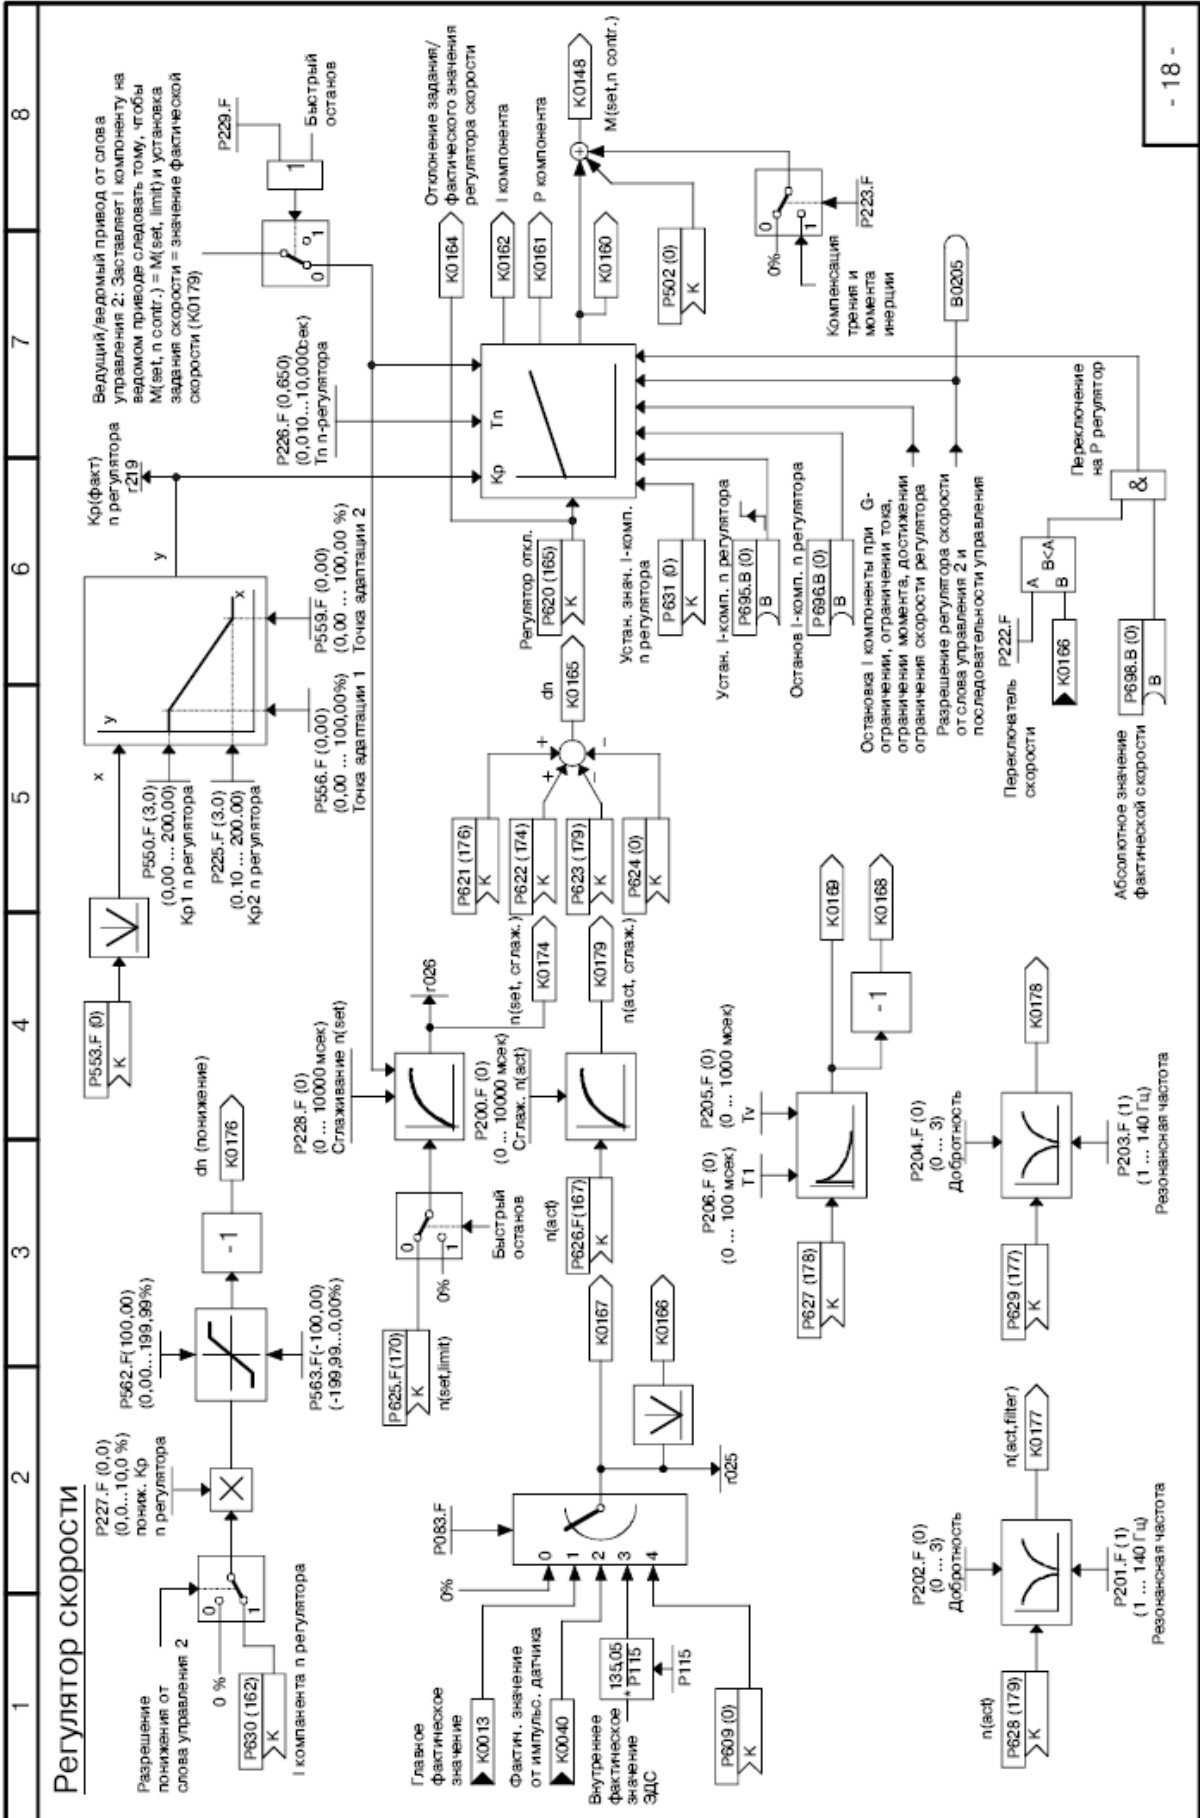 Регулятор скорости
1
2
3
4
5
6
7
8
Разрешение
понижения от
слова управления 2
0 %
0
1
P630 (162)
K
I компанента n регулятора
P227.F (0,0)
(0,0...10,0 %)
пониж. Кр
n регулятора
P562.F(100,00)
(0,00...199,99%)
P563.F(-100,00)
(-199,99...0,00%)
-1
dn (понижение)
K0176
P553.F (0)
K
x
P550.F (3.0)
(0,00 ... 200,00)
Kp1 n регулятора
P225.F (3.0)
(0.10 ... 200.00)
Kp2 n регулятора
y
x
P556.F (0,00)
(0,00 ... 100,00%)
Точка адаптации 1
P559.F (0,00)
(0,00 ... 100,00 %)
Точка адаптации 2
y
Кр(факт)
n регулятора
r219
P226.F (0,650)
(0,010...10,000сек)
Tn n-регулятора
Ведущий/ведомый привод от слова
управления 2: Заставляет I компоненту на
ведомом приводе следовать тому, чтобы
M(set, n contr.) = M(set, limit) и установка
задания скорости = значение фактической
скорости (K0179)
0
1
1
P229.F
Быстрый
останов
Главное
фактическое
значение
K0013
Фактич. значение
от импульс. датчика
K0040
Внутреннее
фактическое
значение
ЭДС
135,05
* P115
P115
P609 (0)
K
0%
P083.F
0
1
2
3
4
r025
K0167
K0166
P625.F(170)
K
n(set,limit)
0%
0
1
Быстрый
останов
P228.F (0)
(0 ... 10000 мсек)
Сглаживание n(set)
r026
n(set, сглаж.)
K0174
n(act)
P626.F(167)
K
P200.F (0)
(0 ... 10000 мсек)
Сглаж. n(act)
K0179
n(act, сглаж.)
P621 (176)
K
P622 (174)
K
P623 (179)
K
P624 (0)
K
+
+
−
−
dn
K0165
Регулятор откл.
P620 (165)
K
Устан. знач. I-комп.
n регулятора
P631 (0)
K
Устан. I-комп. n регулятора
P695.B (0)
B
Останов I-комп. n регулятора
P696.B (0)
B
Kp
Tn
Остановка I компоненты при G-
ограничении, ограничении тока,
ограничении момента, достижении
ограничения скорости регулятора
Разрешение регулятора скорости
от слова управления 2 и
последовательности управления
B0205
Отклонение задания/
фактического значения
регулятора скорости
K0164
I компонента
K0162
P компонента
K0161
K0160
P502 (0)
K
+
K0148
M(set,n contr.)
0%
0
1
P223.F
Компенсация
трения и
момента
инерции
Переключатель
скорости
P222.F
K0166
A
B<A
B
P698.B (0)
B
Абсолютное значение
фактической скорости
&
Переключение
на P регулятор
n(act)
P628 (179)
K
P202.F (0)
(0 ... 3)
Добротность
P201.F (1)
(1 ... 140 Гц)
Резонансная частота
n(act,filter)
K0177
P627 (178)
K
P206.F (0)
(0 ... 100 мсек)
T1
P205.F (0)
(0 ... 1000 мсек)
Tv
K0169
-1
K0168
P629 (177)
K
P204.F (0)
(0 ... 3)
Добротность
P203.F (1)
(1 ... 140 Гц)
Резонансная частота
K0178
- 18 -